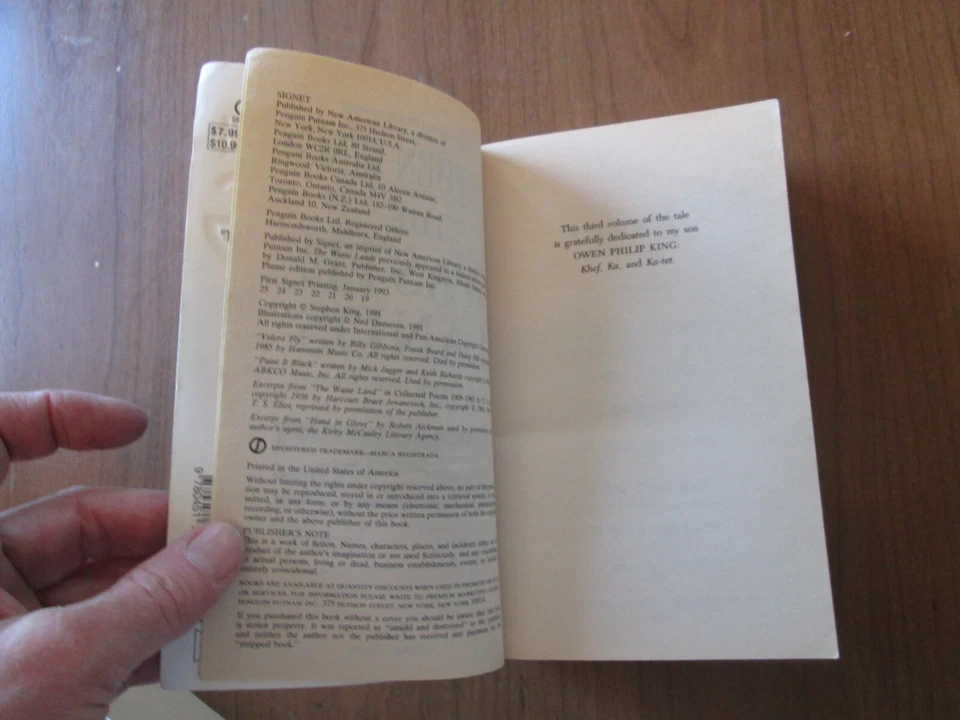 $7.99
$10.99
SIGNET
Published by New American Library, a division of
Penguin Putnam Inc., 375 Hudson Street,
New York, New York 10014, U.S.A.
Penguin Books Ltd, 80 Strand,
London WC2R 0RL, England
Penguin Books Australia Ltd,
Ringwood, Victoria, Australia
Penguin Books Canada Ltd, 10 Alcorn Avenue,
Toronto, Ontario, Canada M4V 3B2
Penguin Books (N.Z.) Ltd, 182-190 Wairau Road,
Auckland 10, New Zealand
Penguin Books Ltd, Registered Offices:
Harmondsworth, Middlesex, England
Published by Signet, an imprint of New American Library, a division of
Putnam Inc. The Waste Lands previously appeared in a limited edition
by Donald M. Grant, Publisher, Inc., West Kingston, Rhode Island
Plume edition published by Penguin Putnam Inc.
First Signet Printing, January 1993
25 24 23 22 21 20 19
Copyright © Stephen King, 1991
Illustrations copyright © Ned Dameron, 1991
All rights reserved under International and Pan-American Copyright
"Velcro Fly" written by Billy Gibbons, Frank Beard and Dusty Hill
1985 by Hamstein Music Co. All rights reserved. Used by permission.
"Paint It Black" written by Mick Jagger and Keith Richards copyright ©
ABKCO Music, Inc. All rights reserved. Used by permission.
Excerpts from "The Waste Land" in Collected Poems 1909-1962 by T.
copyright 1936 by Harcourt Brace Jovanovich, Inc.; copyright ©
T. S. Eliot, reprinted by permission of the publisher.
Excerpt from "Hand in Glove" by Robert Aickman used by permission
author's agent, the Kirby McCauley Literary Agency.
REGISTERED TRADEMARK—MARCA REGISTRADA
Printed in the United States of America
Without limiting the rights under copyright reserved above, no part of this
tion may be reproduced, stored in or introduced into a retrieval system, or
mitted, in any form, or by any means (electronic, mechanical,
recording, or otherwise), without the prior written permission of both the
owner and the above publisher of this book.
PUBLISHER'S NOTE
This is a work of fiction. Names, characters, places, and incidents either
product of the author's imagination or are used fictitiously, and any
actual persons, living or dead, business establishments, events, or
entirely coincidental.
BOOKS ARE AVAILABLE AT QUANTITY DISCOUNTS WHEN USED TO PROMOTE
OR SERVICES. FOR INFORMATION PLEASE WRITE TO PREMIUM MARKETING
PENGUIN PUTNAM INC. 375 HUDSON STREET, NEW YORK, NEW YORK 10014.
If you purchased this book without a cover you should be aware that
is stolen property. It was reported as "unsold and destroyed" to the
and neither the author nor the publisher has received any payment for
"stripped book."
This third volume of the tale
is gratefully dedicated to my son
OWEN PHILIP KING:
Khef, Ka, and Ka-tet.